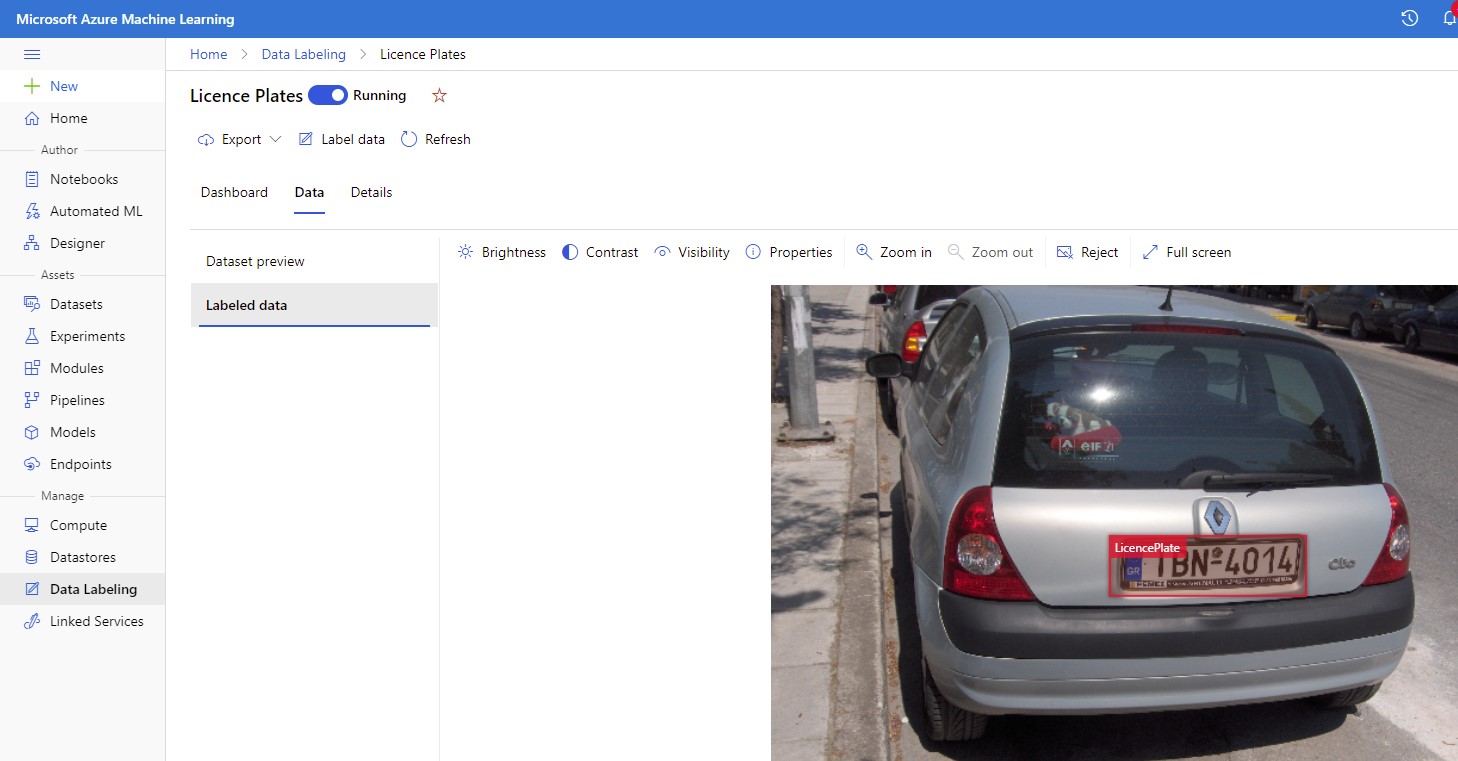 Microsoft Azure Machine Learning
Home > Data Labeling > Licence Plates
New
Home
Author
Notebooks
Automated ML
Designer
Assets
Datasets
Experiments
Modules
Pipelines
Models
Endpoints
Manage
Compute
Datastores
Data Labeling
Linked Services
Licence Plates Running
Export Label data Refresh
Dashboard Data Details
Dataset preview
Labeled data
Brightness Contrast Visibility Properties Zoom in Zoom out Reject Full screen
elf
LicencePlate
GR TBN-4014
Clio